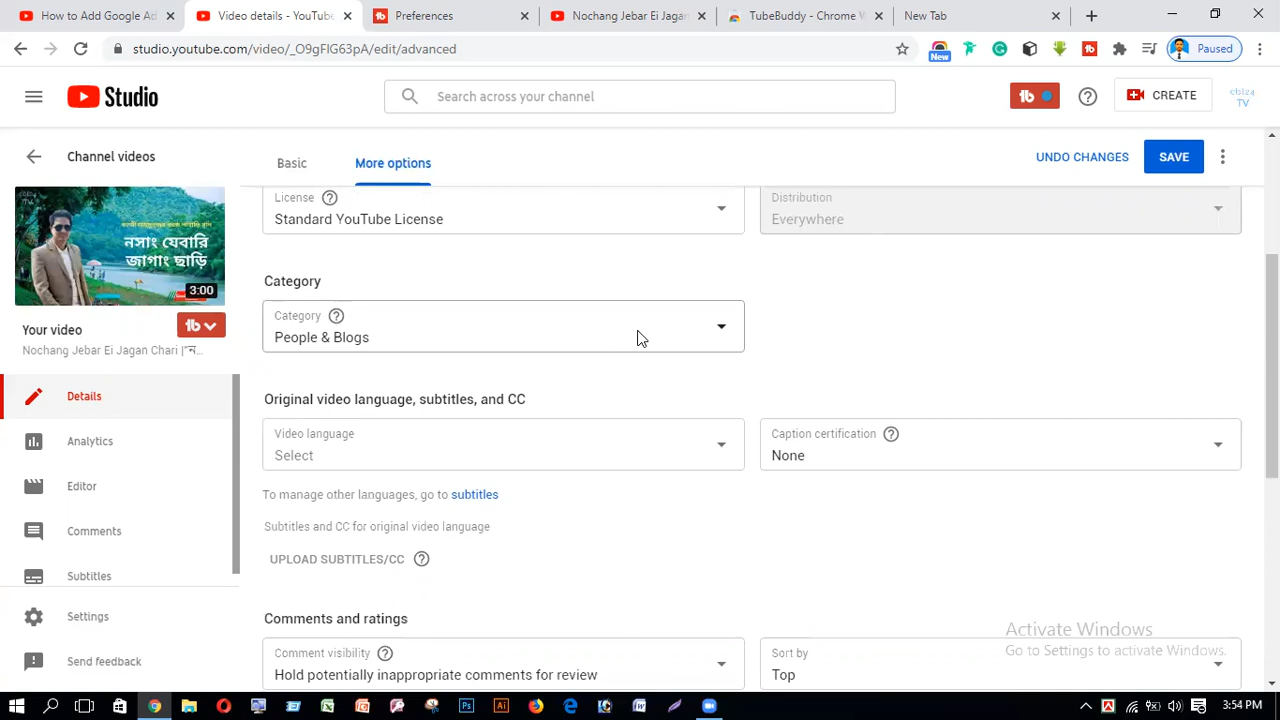 How to Add Google Ad
Video details - YouTube
Preferences
Nochang Jebar Ei Jagan
TubeBuddy - Chrome W
New Tab
studio.youtube.com/video/_O9gFIG63pA/edit/advanced
New
Paused
Studio
Search across your channel
CREATE
TV
Channel videos
Basic
More options
UNDO CHANGES
SAVE
নসাং যেবারি
জাগাং ছাড়ি
3:00
Your video
Nochang Jebar Ei Jagan Chari |"ন...
Details
Analytics
Editor
Comments
Subtitles
Settings
Send feedback
License
Standard YouTube License
Distribution
Everywhere
Category
Category
People & Blogs
Original video language, subtitles, and CC
Video language
Select
Caption certification
None
To manage other languages, go to subtitles
Subtitles and CC for original video language
UPLOAD SUBTITLES/CC
Comments and ratings
Comment visibility
Hold potentially inappropriate comments for review
Sort by
Top
Activate Windows
Go to Settings to activate Windows.
3:54 PM